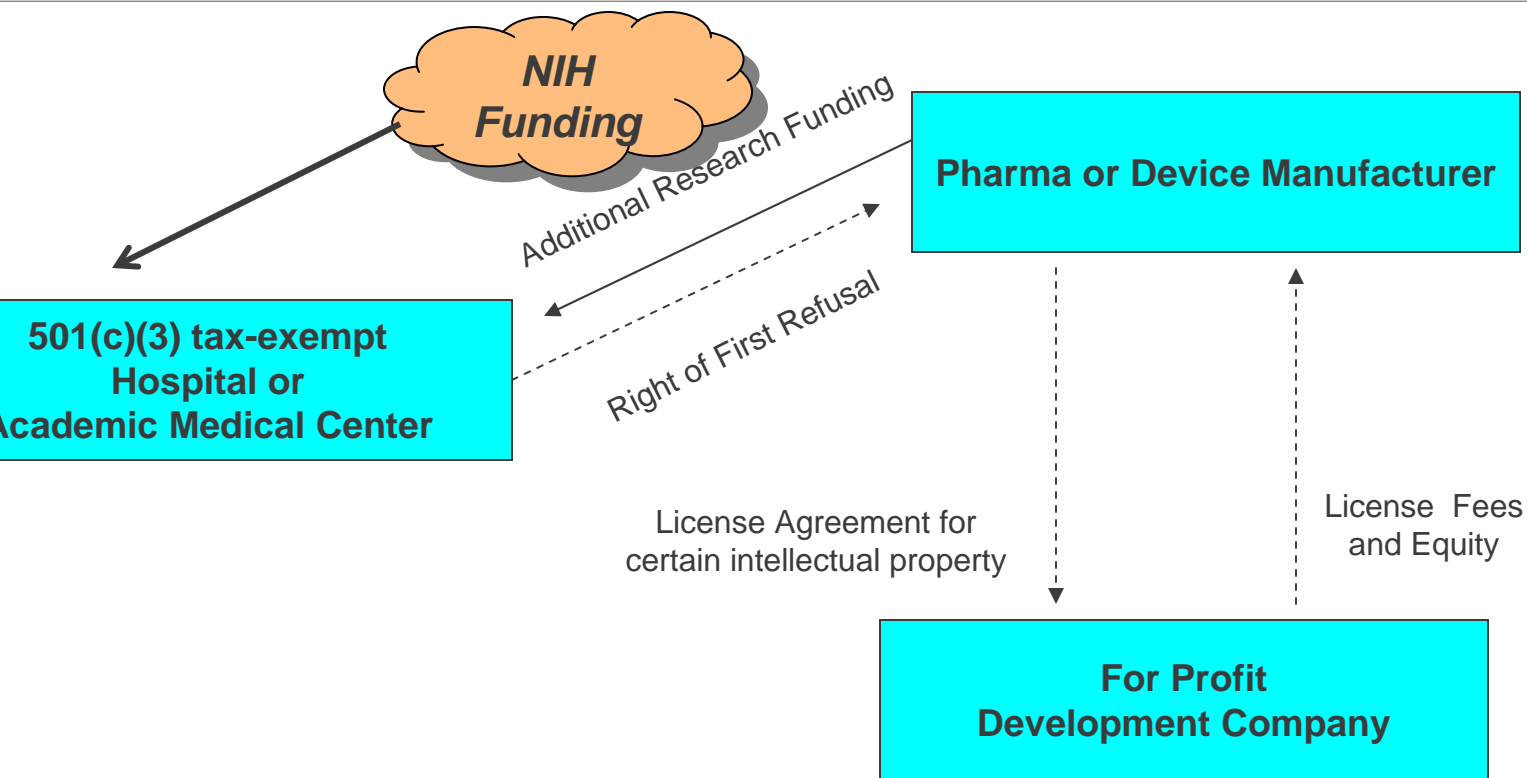 NIH
Funding
Additional Research Funding
Pharma or Device Manufacturer
501(c)(3) tax-exempt
Hospital or
Academic Medical Center
Right of First Refusal
License Agreement for
certain intellectual property
License Fees
and Equity
For Profit
Development Company